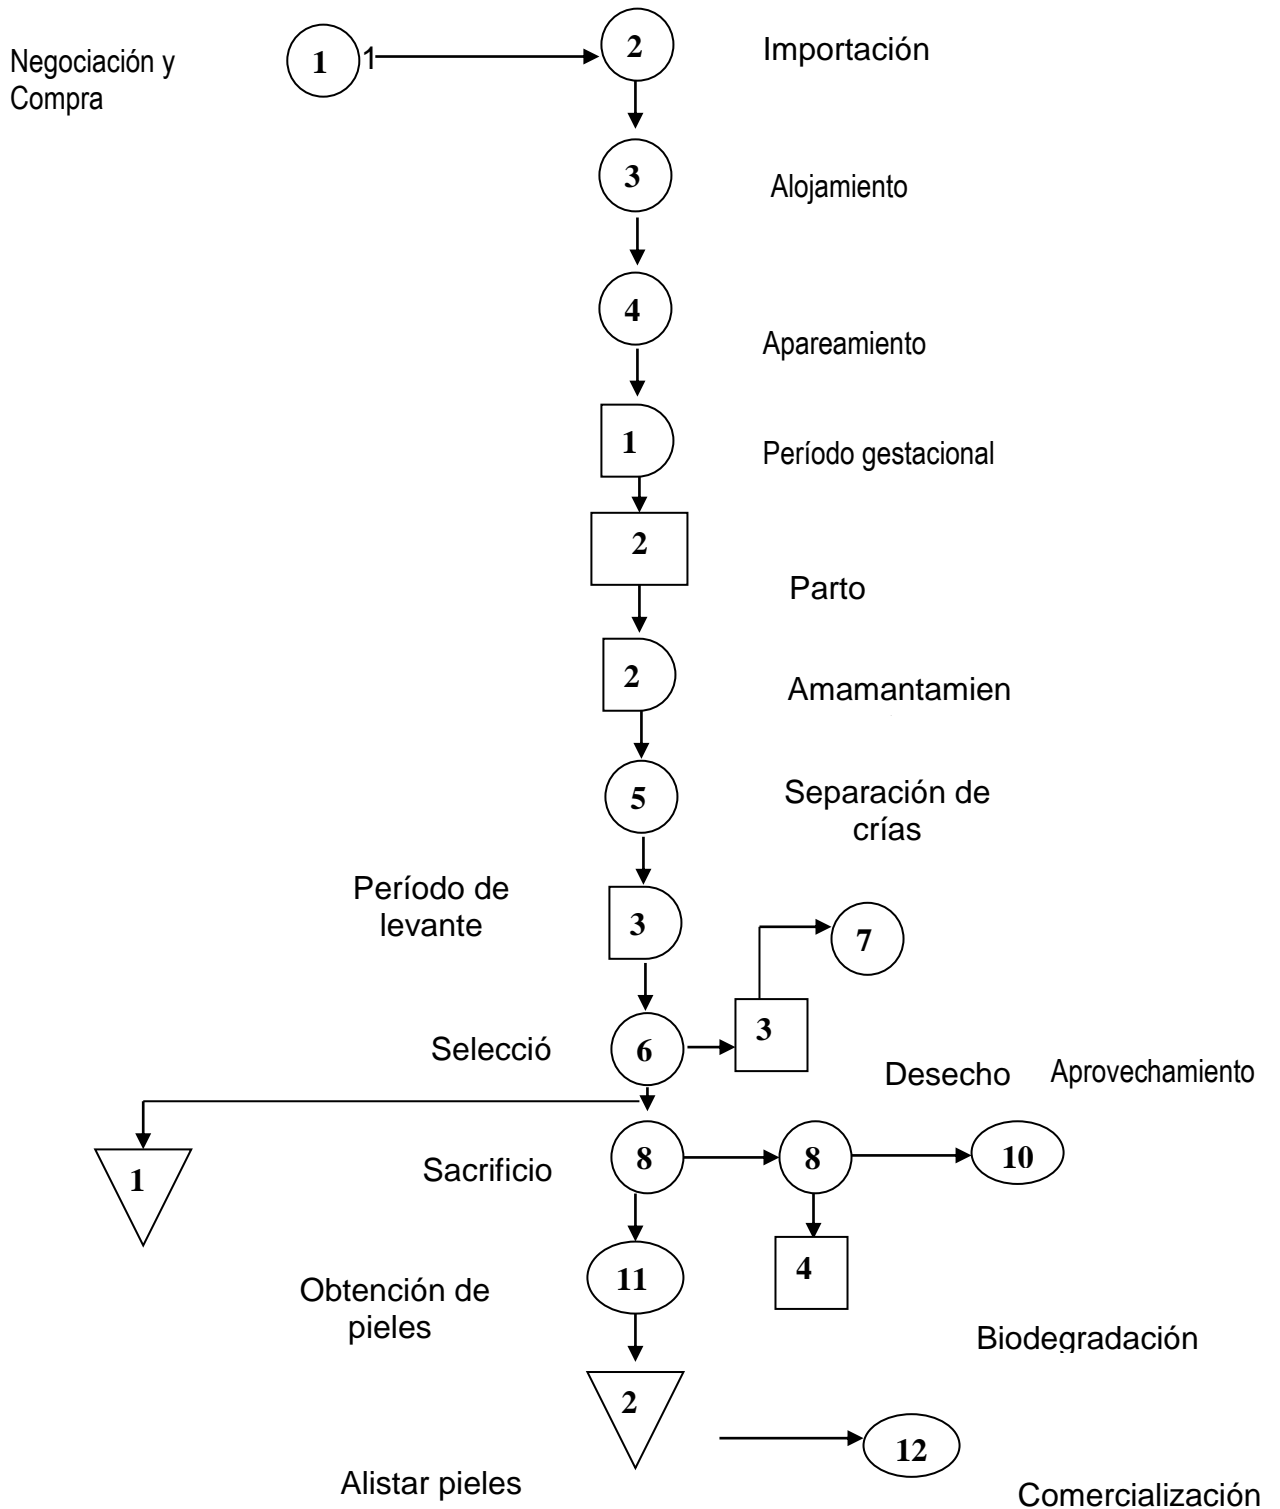 Negociación y
Compra
1
1
2
Importación
3
Alojamiento
4
Apareamiento
1
Período gestacional
2
Parto
2
Amamantamien
5
Separación de
crías
Período de
levante
3
7
Selecció
6
3
Desecho
Aprovechamiento
1
Sacrificio
8
8
10
Obtención de
pieles
11
4
Biodegradación
2
12
Alistar pieles
Comercialización